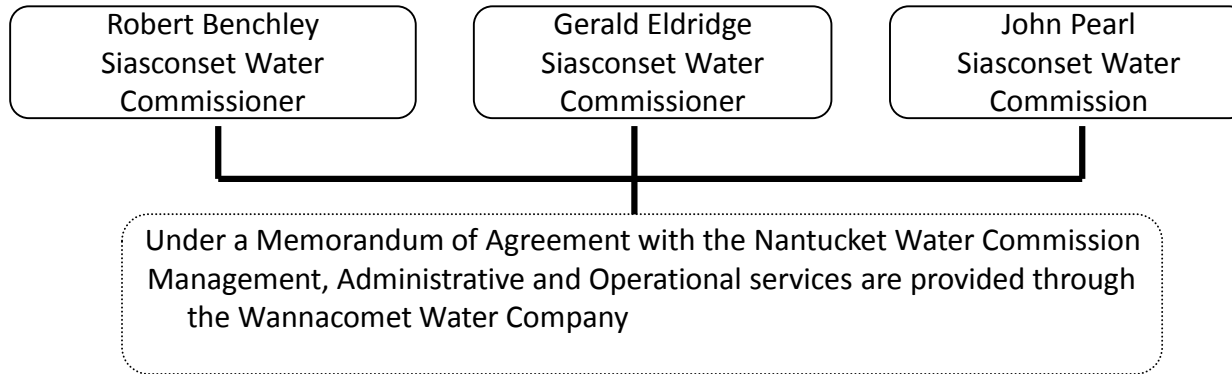 Robert Benchley
Siasconset Water
Commissioner
Gerald Eldridge
Siasconset Water
Commissioner
John Pearl
Siasconset Water
Commission
Under a Memorandum of Agreement with the Nantucket Water Commission
Management, Administrative and Operational services are provided through
the Wannacomet Water Company